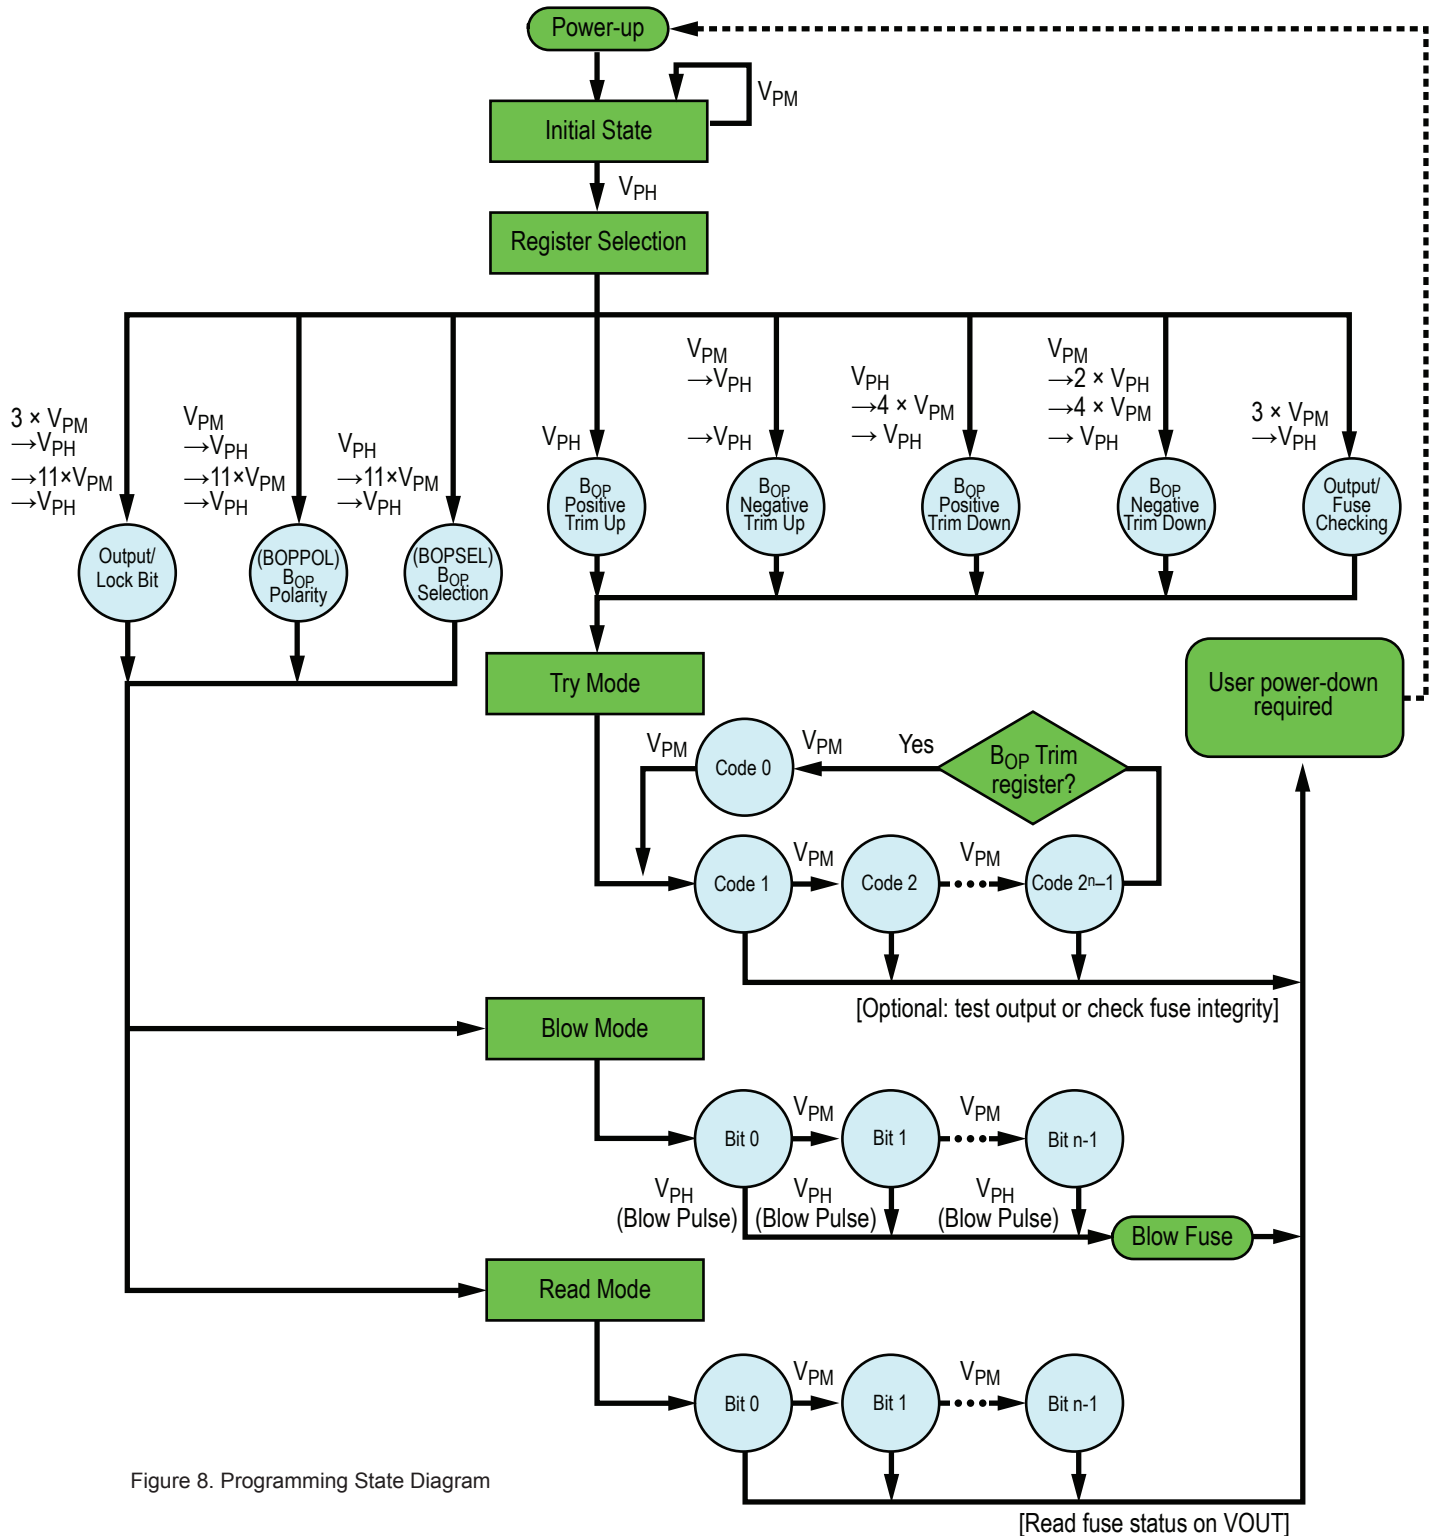 Power-up
VPM
Initial State
VPH
Register Selection
3 × VPM
→VPH
→11×VPM
→VPH
VPM
→VPH
→11×VPM
→VPH
VPH
→11×VPM
→VPH
VPH
VPM
→VPH
→VPH
VPH
→4 × VPM
→ VPH
VPM
→2 × VPH
→4 × VPM
→ VPH
3 × VPM
→VPH
Output/
Lock Bit
(BOPPOL)
BOP
Polarity
(BOPSEL)
BOP
Selection
BOP
Positive
Trim Up
BOP
Negative
Trim Up
BOP
Positive
Trim Down
BOP
Negative
Trim Down
Output/
Fuse
Checking
Try Mode
User power-down
required
VPM
Code 0
VPM
Yes
BOP Trim
register?
Code 1
VPM
Code 2
VPM
Code 2n–1
[Optional: test output or check fuse integrity]
Blow Mode
Bit 0
VPM
Bit 1
VPM
Bit n-1
VPH
(Blow Pulse)
VPH
(Blow Pulse)
VPH
(Blow Pulse)
Blow Fuse
Read Mode
Bit 0
VPM
Bit 1
VPM
Bit n-1
[Read fuse status on VOUT]
Figure 8. Programming State Diagram